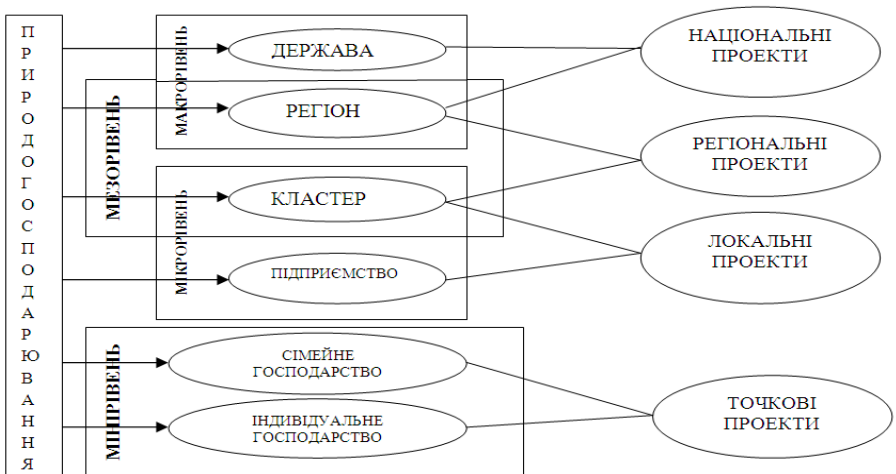 ПРИРОДОГОСПОДАРЮВАННЯ
МАКРОРІВЕНЬ
ДЕРЖАВА
РЕГІОН
МЕЗОРІВЕНЬ
МІКРОРІВЕНЬ
КЛАСТЕР
ПІДПРИЄМСТВО
МІНІРІВЕНЬ
СІМЕЙНЕ
ГОСПОДАРСТВО
ІНДИВІДУАЛЬНЕ
ГОСПОДАРСТВО
НАЦІОНАЛЬНІ
ПРОЕКТИ
РЕГІОНАЛЬНІ
ПРОЕКТИ
ЛОКАЛЬНІ
ПРОЕКТИ
ТОЧКОВІ
ПРОЕКТИ